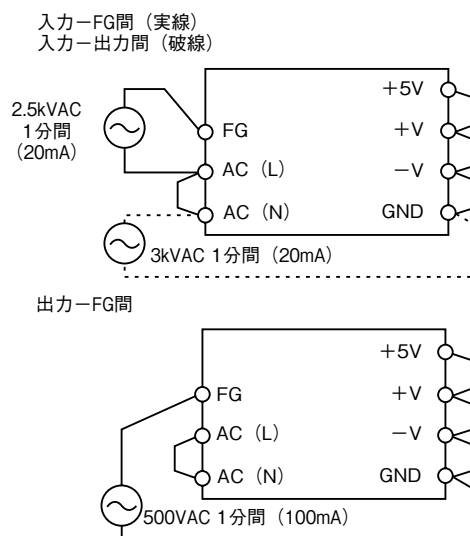 入力－FG間（実線）
入力－出力間（破線）
2.5kVAC
1分間
（20mA）
FG
AC（L）
AC（N）
＋5V
＋V
－V
GND
3kVAC 1分間（20mA）
出力－FG間
FG
AC（L）
AC（N）
＋5V
＋V
－V
GND
500VAC 1分間（100mA）